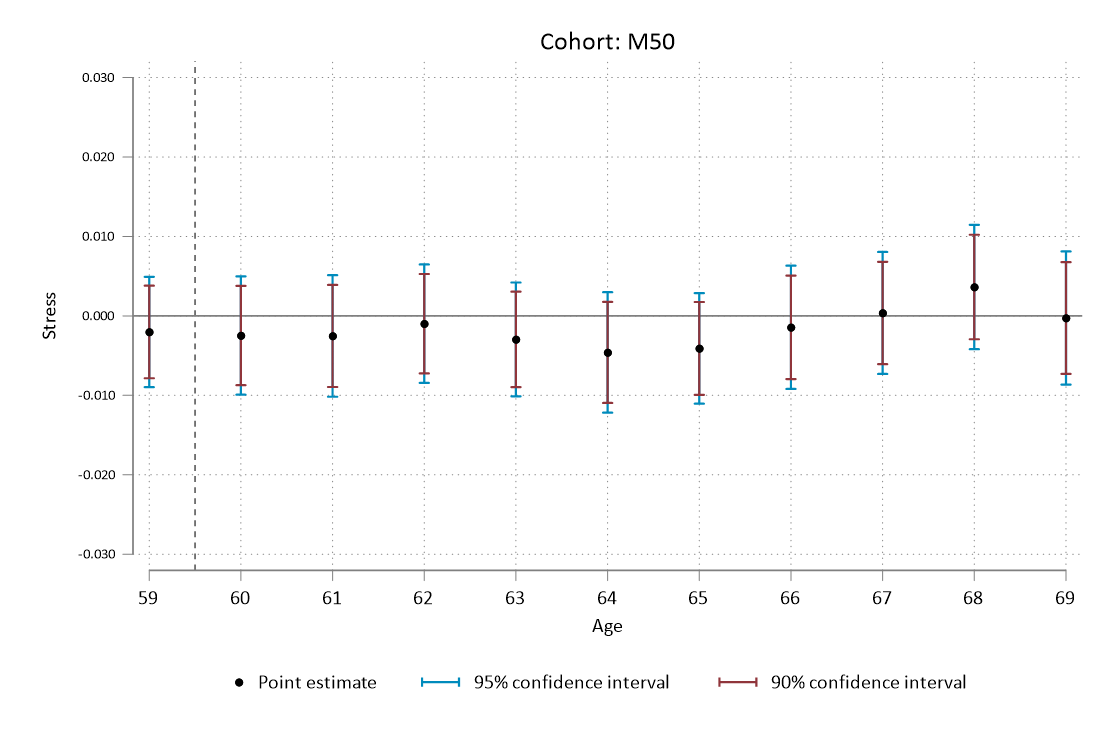 Cohort: M50
0.030
0.020
0.010
0.000
-0.010
-0.020
-0.030
Stress
59 60 61 62 63 64 65 66 67 68 69
Age
Point estimate 95% confidence interval 90% confidence interval